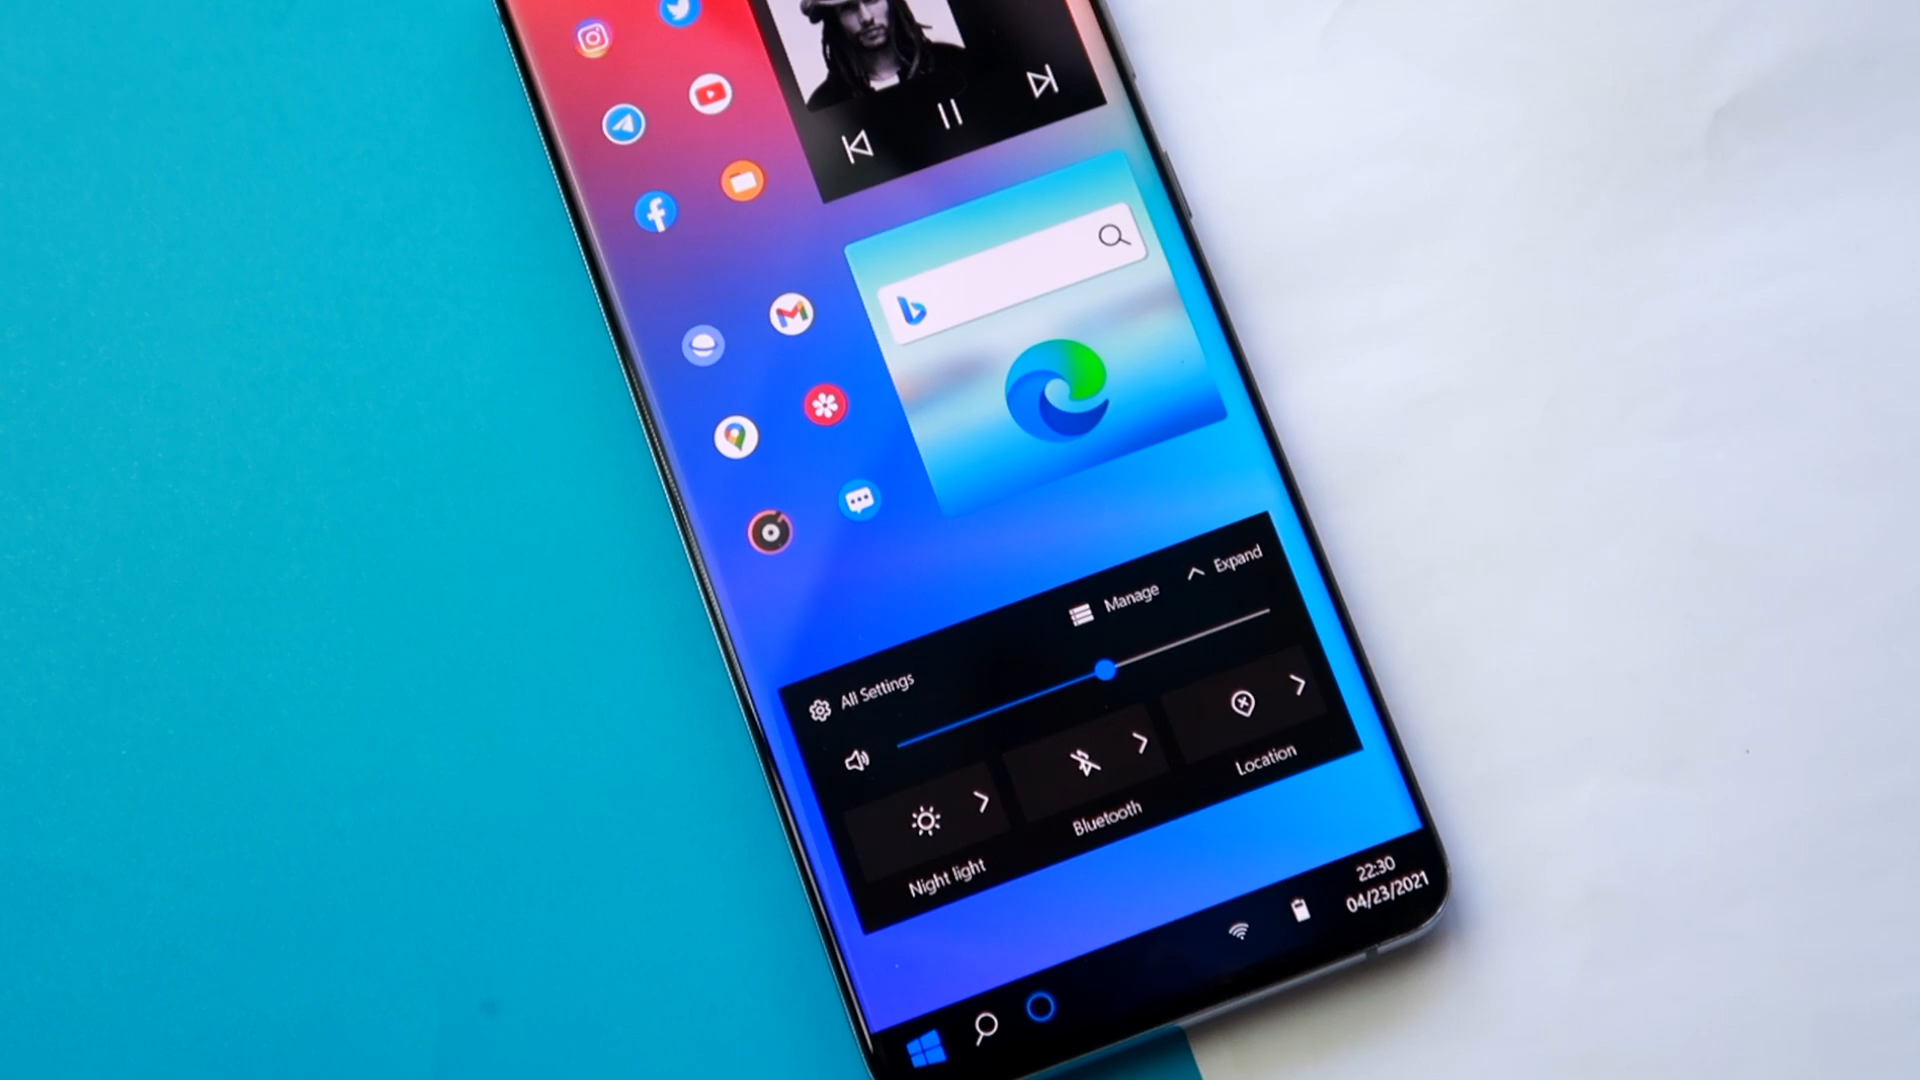 Manage
Expand
All Settings
Night light
Bluetooth
Location
22:30
04/23/2021